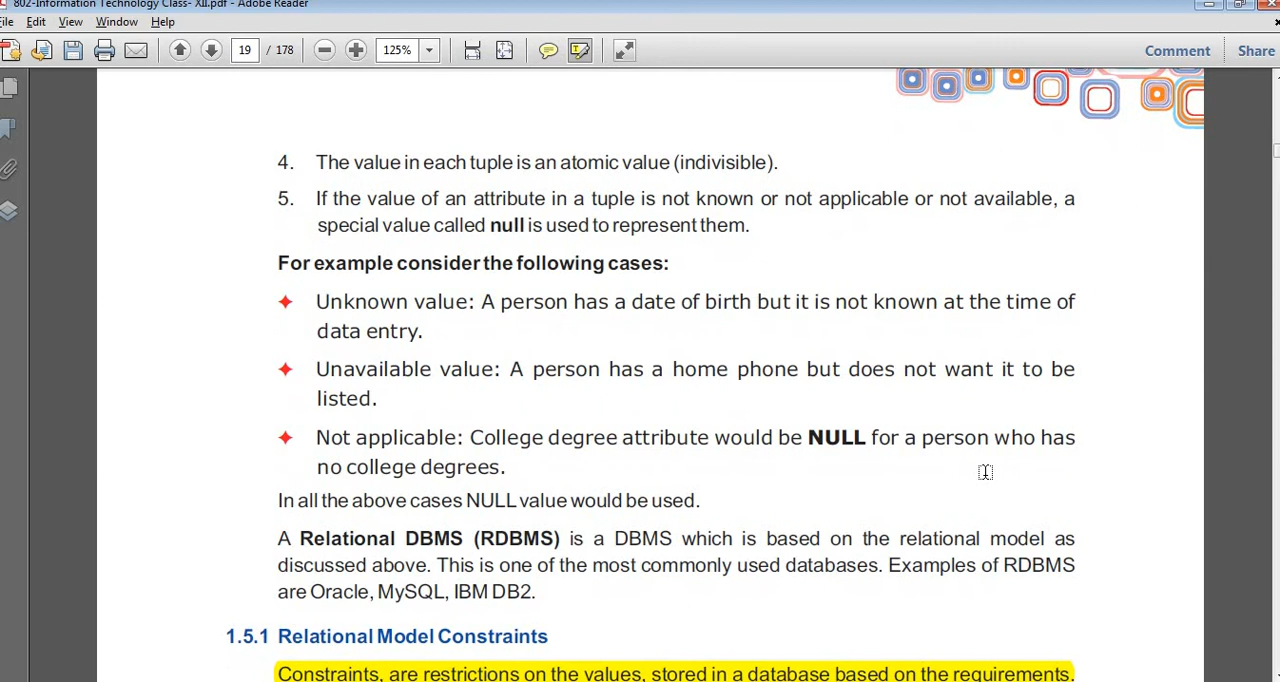 802-Information Technology Class- XII.pdf - Adobe Reader
File Edit View Window Help
19 / 178 125% Comment Share
4. The value in each tuple is an atomic value (indivisible).
5. If the value of an attribute in a tuple is not known or not applicable or not available, a
special value called null is used to represent them.
For example consider the following cases:
Unknown value: A person has a date of birth but it is not known at the time of
data entry.
Unavailable value: A person has a home phone but does not want it to be
listed.
Not applicable: College degree attribute would be NULL for a person who has
no college degrees.
In all the above cases NULL value would be used.
A Relational DBMS (RDBMS) is a DBMS which is based on the relational model as
discussed above. This is one of the most commonly used databases. Examples of RDBMS
are Oracle, MySQL, IBM DB2.
1.5.1 Relational Model Constraints
Constraints, are restrictions on the values, stored in a database based on the requirements.